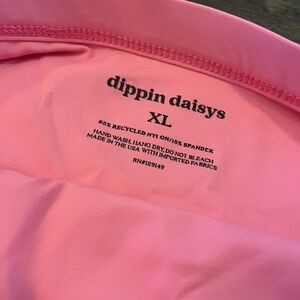 dippin daisys
XL
85% RECYCLED NYLON/15% SPANDEX
HAND WASH, HANG DRY, DO NOT BLEACH
MADE IN THE USA WITH IMPORTED FABRICS
RN#129149